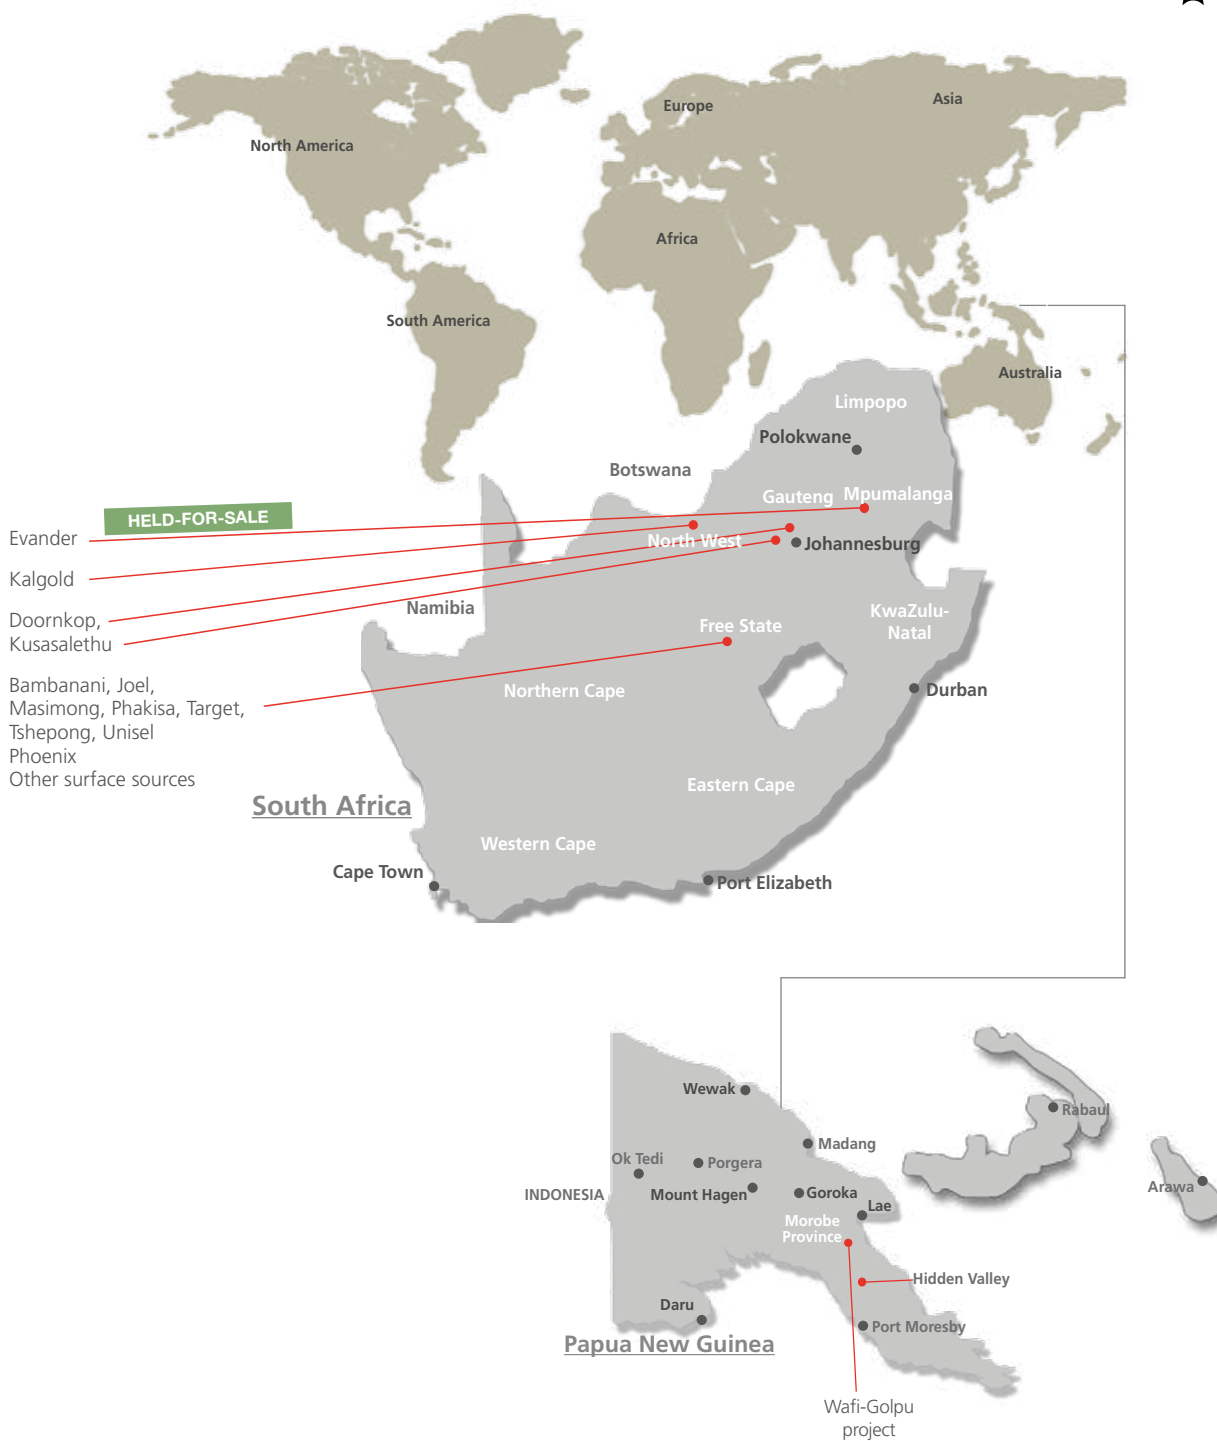 Europe
Asia
North America
Africa
South America
Australia
Limpopo
Polokwane
Botswana
Gauteng
Mpumalanga
HELD-FOR-SALE
Evander
North West
Johannesburg
Kalgold
Doornkop,
Kusasalethu
Namibia
KwaZulu-
Natal
Free State
Bambanani, Joel,
Masimong, Phakisa, Target,
Tshepong, Unisel
Phoenix
Other surface sources
Northern Cape
Durban
Eastern Cape
South Africa
Western Cape
Cape Town
Port Elizabeth
Wewak
Rabaul
Madang
Ok Tedi
Porgera
INDONESIA
Mount Hagen
Goroka
Arawa
Lae
Morobe
Province
Hidden Valley
Daru
Port Moresby
Papua New Guinea
Wafi-Golpu
project